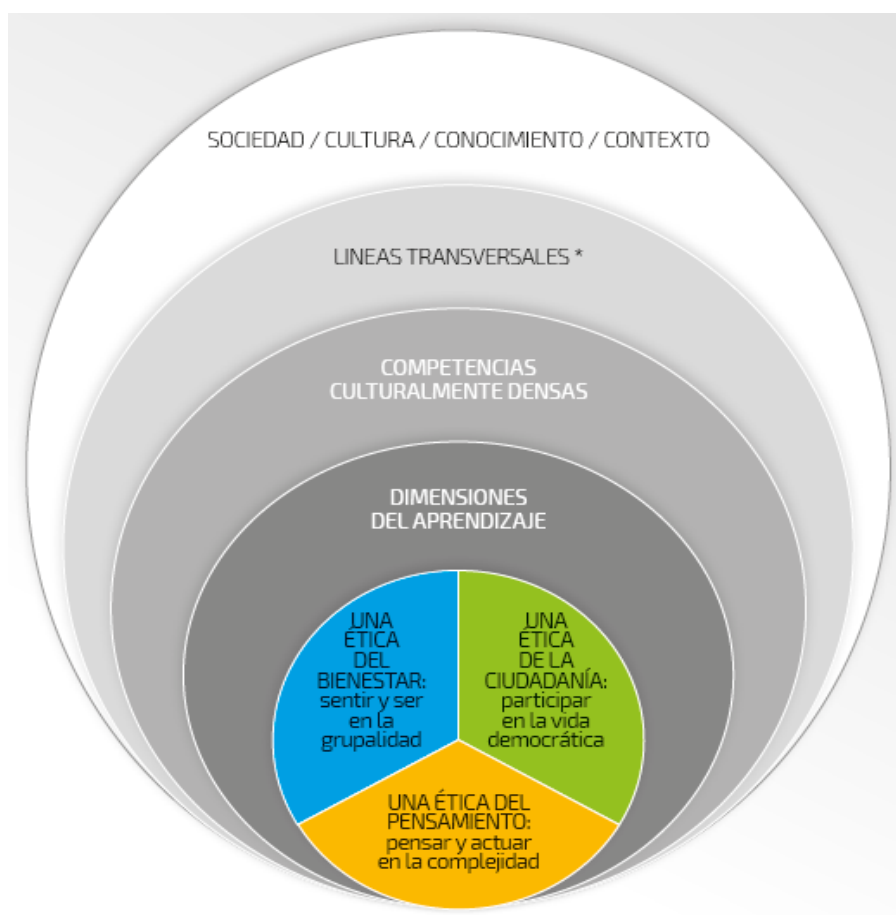 SOCIEDAD / CULTURA / CONOCIMIENTO / CONTEXTO
LINEAS TRANSVERSALES *
COMPETENCIAS
CULTURALMENTE DENSAS
DIMENSIONES
DEL APRENDIZAJE
UNA
ÉTICA
DEL
BIENESTAR:
sentir y ser
en la
grupalidad
UNA
ÉTICA
DE LA
CIUDADANÍA:
participar
en la vida
democrática
UNA ÉTICA DEL
PENSAMIENTO:
pensar y actuar
en la complejidad